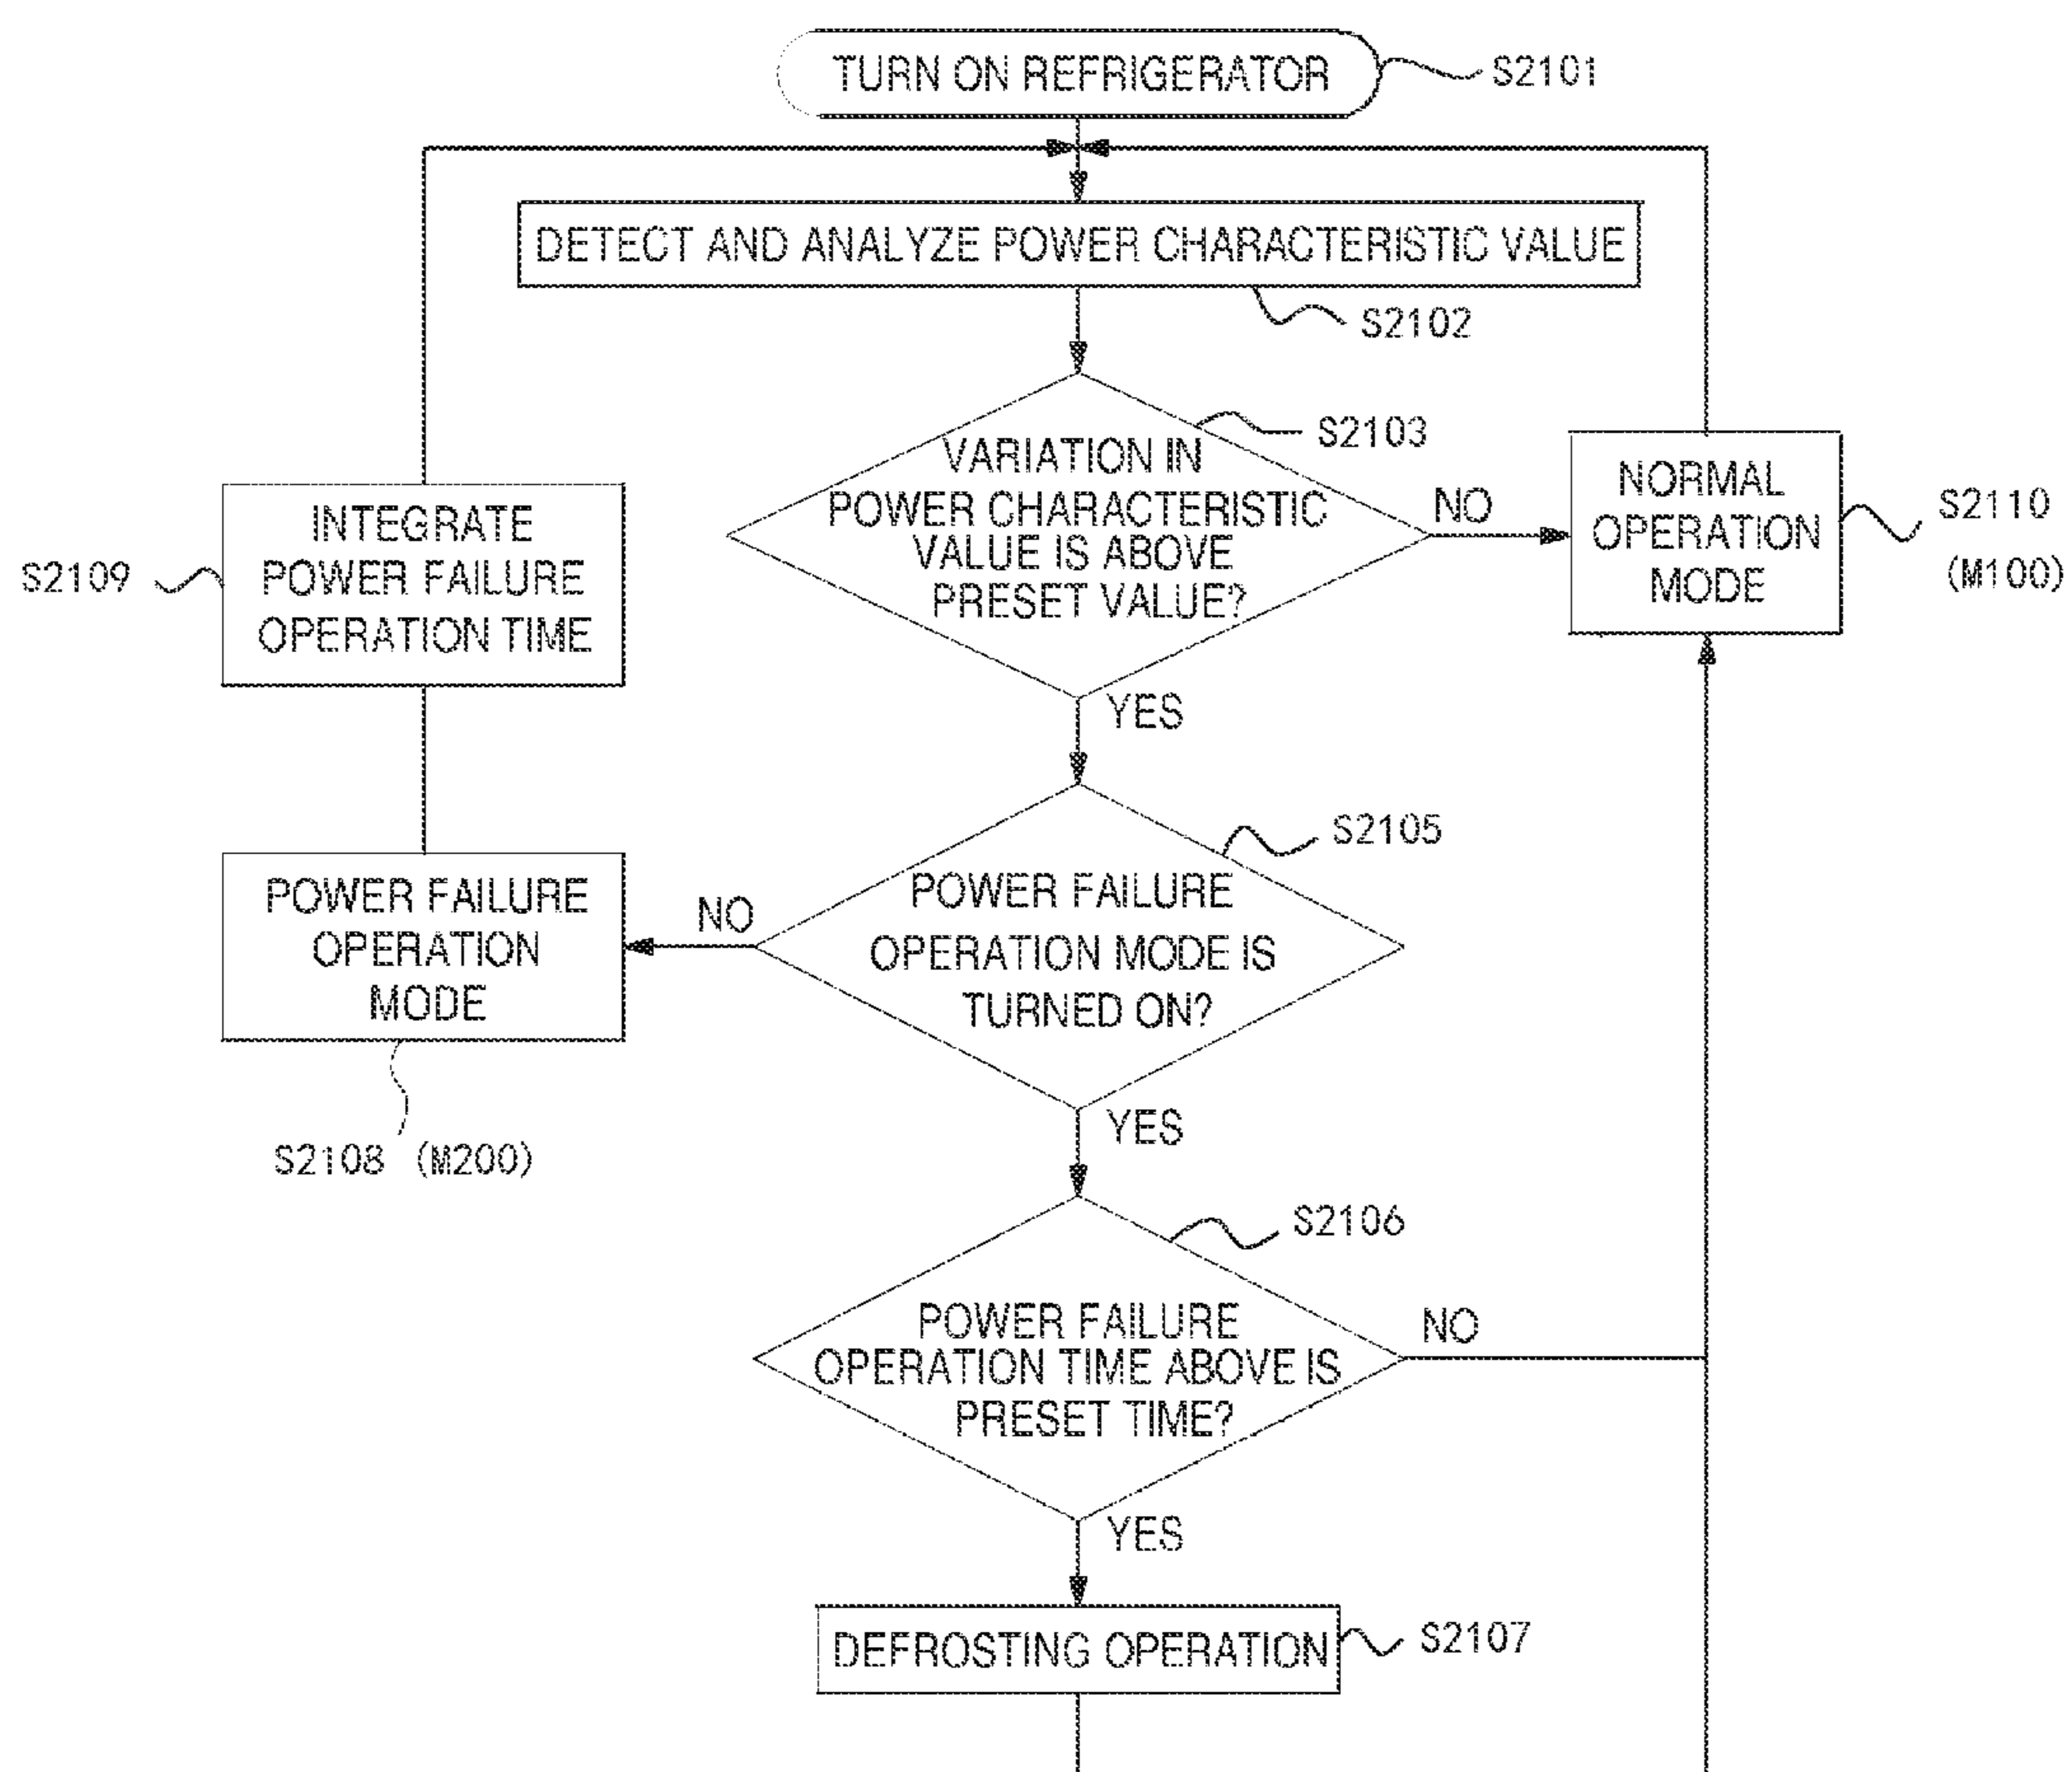 TURN ON REFRIGERATOR
S2101
DETECT AND ANALYZE POWER CHARACTERISTIC VALUE
S2102
S2103
VARIATION IN
POWER CHARACTERISTIC
VALUE IS ABOVE
PRESET VALUE?
NO
YES
NORMAL
OPERATION
MODE
S2110
(M100)
INTEGRATE
POWER FAILURE
OPERATION TIME
S2109
S2105
POWER FAILURE
OPERATION MODE IS
TURNED ON?
NO
YES
POWER FAILURE
OPERATION
MODE
S2108 (M200)
S2106
POWER FAILURE
OPERATION TIME ABOVE IS
PRESET TIME?
NO
YES
DEFROSTING OPERATION
S2107